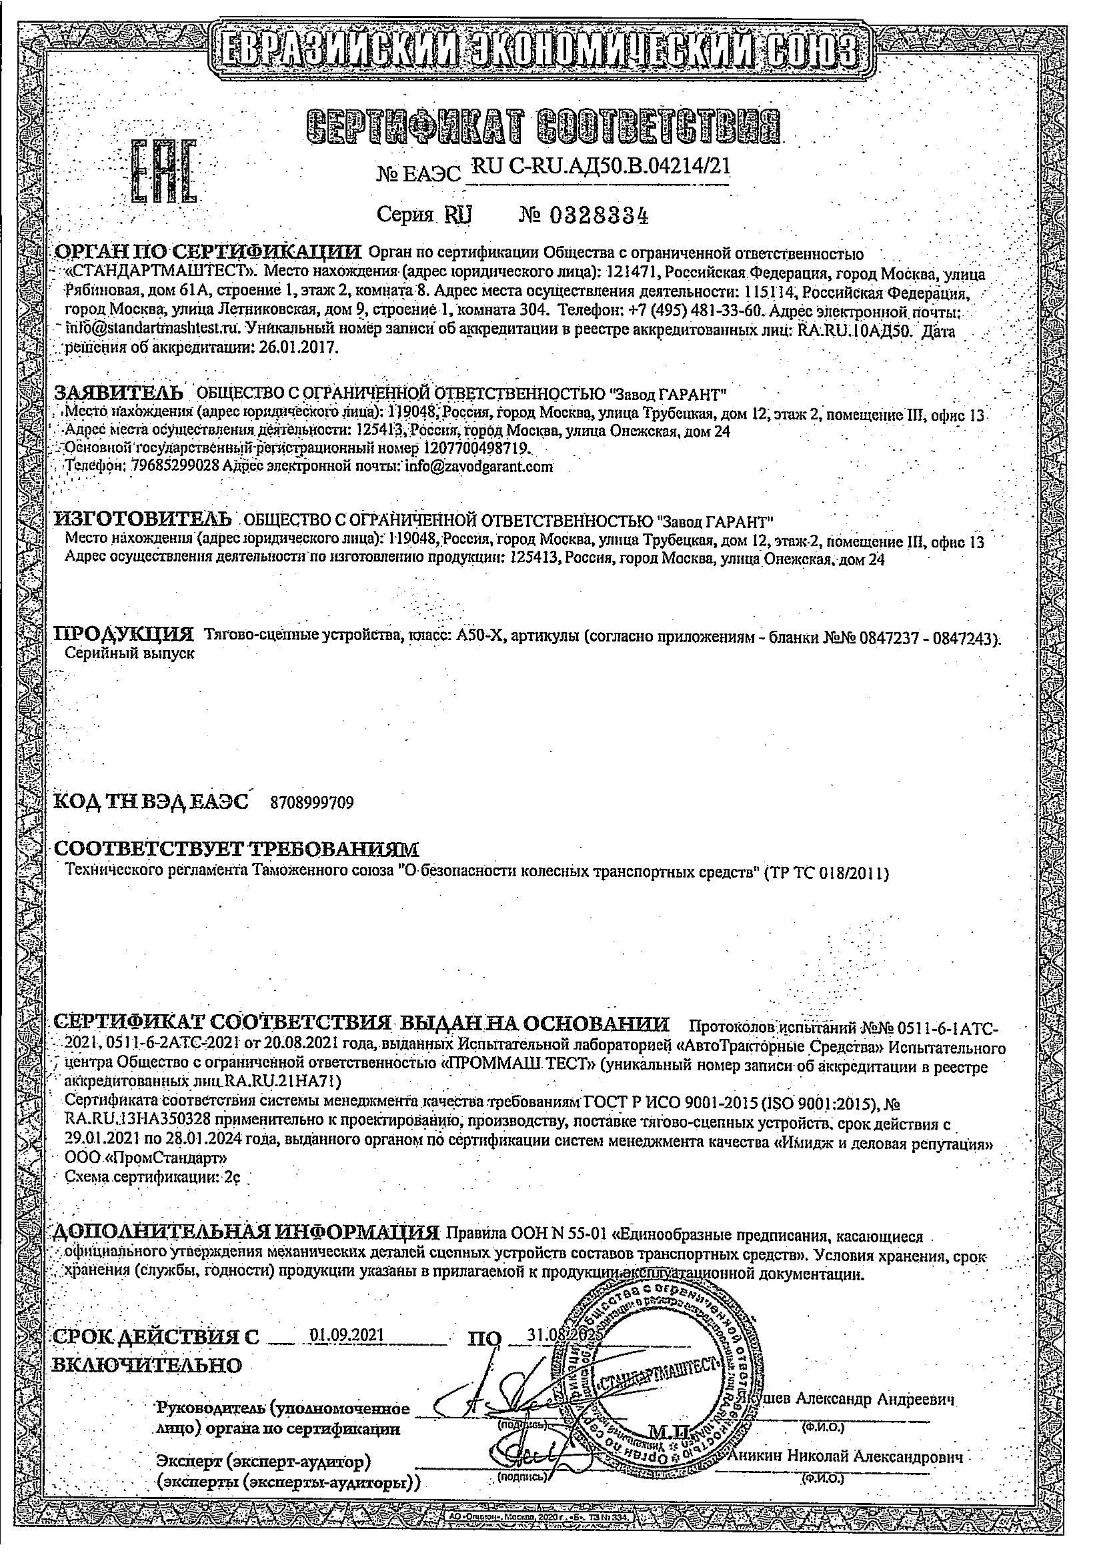 ЕВРАЗИЙСКИЙ ЭКОНОМИЧЕСКИЙ СОЮЗ
СЕРТИФИКАТ СООТВЕТСТВИЯ
ЕАС
№ ЕАЭС RU С-RU.АД50.В.04214/21
Серия RU № 0328334
ОРГАН ПО СЕРТИФИКАЦИИ Орган по сертификации Общества с ограниченной ответственностью
«СТАНДАРТМАШТЕСТ». Место нахождения (адрес юридического лица): 121471, Российская Федерация, город Москва, улица
Рябиновая, дом 61А, строение 1, этаж 2, комната 8. Адрес места осуществления деятельности: 115114, Российская Федерация,
город Москва, улица Летниковская, дом 9, строение 1, комната 304. Телефон: +7 (495) 481-33-60. Адрес электронной почты:
info@standartmashtest.ru. Уникальный номер записи об аккредитации в реестре аккредитованных лиц: RA.RU.10АД50. Дата
решения об аккредитации: 26.01.2017.
ЗАЯВИТЕЛЬ ОБЩЕСТВО С ОГРАНИЧЕННОЙ ОТВЕТСТВЕННОСТЬЮ "Завод ГАРАНТ"
Место нахождения (адрес юридического лица): 119048, Россия, город Москва, улица Трубецкая, дом 12, этаж 2, помещение III, офис 13
Адрес места осуществления деятельности: 125413, Россия, город Москва, улица Онежская, дом 24
Основной государственный регистрационный номер 1207700498719.
Телефон: 79685299028 Адрес электронной почты: info@zavodgarant.com
ИЗГОТОВИТЕЛЬ ОБЩЕСТВО С ОГРАНИЧЕННОЙ ОТВЕТСТВЕННОСТЬЮ "Завод ГАРАНТ"
Место нахождения (адрес юридического лица): 119048, Россия, город Москва, улица Трубецкая, дом 12, этаж 2, помещение III, офис 13
Адрес осуществления деятельности по изготовлению продукции: 125413, Россия, город Москва, улица Онежская, дом 24
ПРОДУКЦИЯ Тягово-сцепные устройства, класс: А50-Х, артикулы (согласно приложениям - бланки №№ 0847237 - 0847243).
Серийный выпуск
КОД ТН ВЭД ЕАЭС 8708999709
СООТВЕТСТВУЕТ ТРЕБОВАНИЯМ
Технического регламента Таможенного союза "О безопасности колесных транспортных средств" (ТР ТС 018/2011)
СЕРТИФИКАТ СООТВЕТСТВИЯ ВЫДАН НА ОСНОВАНИИ Протоколов испытаний №№ 0511-6-1АТС-
2021, 0511-6-2АТС-2021 от 20.08.2021 года, выданных Испытательной лабораторией «АвтоТракторные Средства» Испытательного
центра Общество с ограниченной ответственностью «ПРОММАШ ТЕСТ» (уникальный номер записи об аккредитации в реестре
аккредитованных лиц RA.RU.21НА71)
Сертификата соответствия системы менеджмента качества требованиям ГОСТ Р ИСО 9001-2015 (ISO 9001:2015), №
RA.RU.13НА350328 применительно к проектированию, производству, поставке тягово-сцепных устройств, срок действия с
29.01.2021 по 28.01.2024 года, выданного органом по сертификации систем менеджмента качества «Имидж и деловая репутация»
ООО «ПромСтандарт»
Схема сертификации: 2с
ДОПОЛНИТЕЛЬНАЯ ИНФОРМАЦИЯ Правила ООН N 55-01 «Единообразные предписания, касающиеся
официального утверждения механических деталей сцепных устройств составов транспортных средств». Условия хранения, срок
хранения (службы, годности) продукции указаны в прилагаемой к продукции эксплуатационной документации.
СРОК ДЕЙСТВИЯ С 01.09.2021 ПО 31.08.2025
ВКЛЮЧИТЕЛЬНО
«СТАНДАРТМАШТЕСТ»
Руководитель (уполномоченное
лицо) органа по сертификации
(подпись)
М.П.
Якушев Александр Андреевич
(Ф.И.О.)
Эксперт (эксперт-аудитор)
(эксперты (эксперты-аудиторы))
(подпись)
Аникин Николай Александрович
(Ф.И.О.)
АО «Опцион», Москва, 2020 г., «Б». ТЗ № 334.